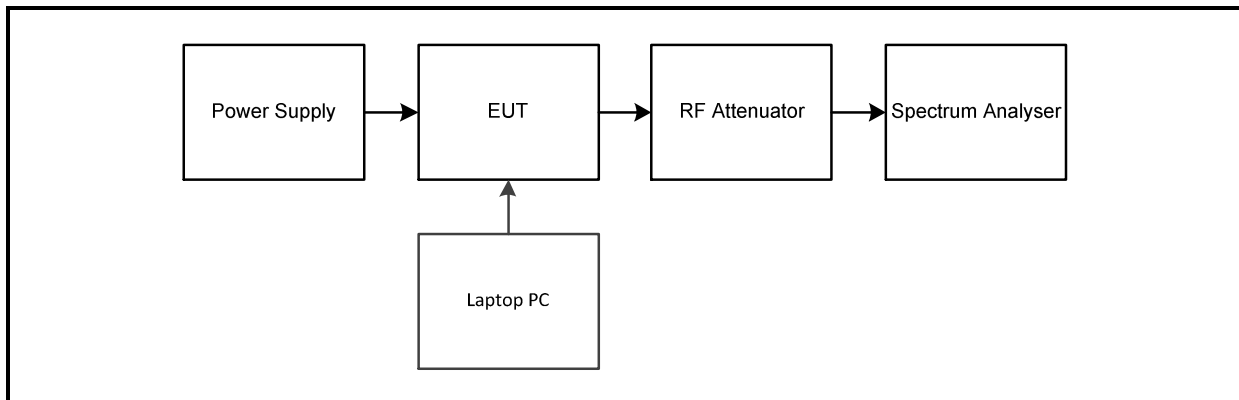 Power Supply
EUT
RF Attenuator
Spectrum Analyser
Laptop PC